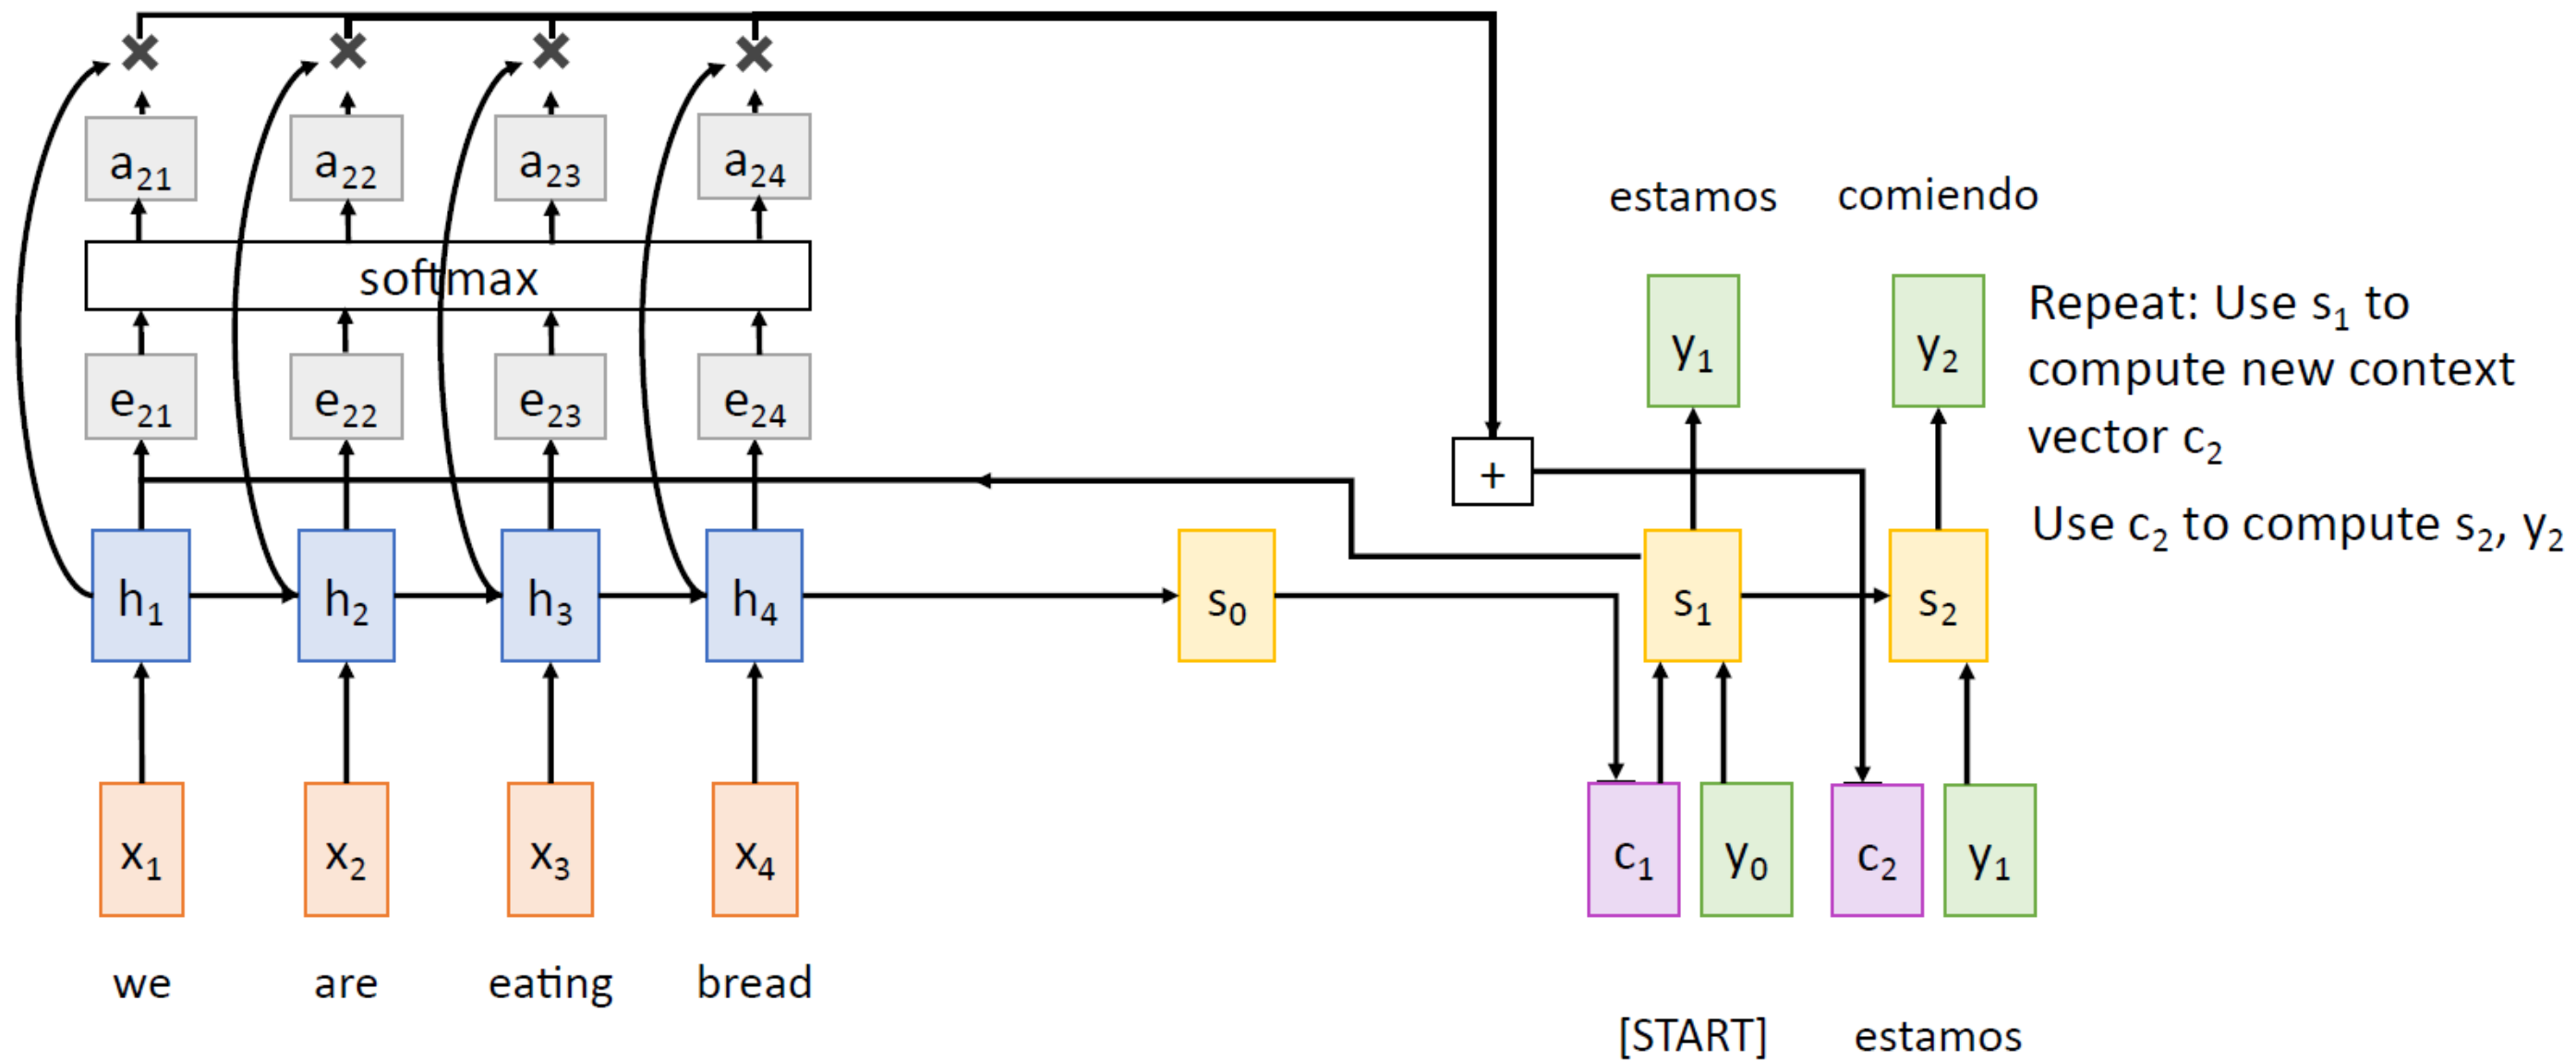 a₂₁ a₂₂ a₂₃ a₂₄
softmax
e₂₁ e₂₂ e₂₃ e₂₄
h₁ h₂ h₃ h₄
x₁ x₂ x₃ x₄
we are eating bread
s₀
+
estamos comiendo
y₁ y₂
s₁ s₂
c₁ y₀ c₂ y₁
[START] estamos
Repeat: Use s₁ to
compute new context
vector c₂
Use c₂ to compute s₂, y₂